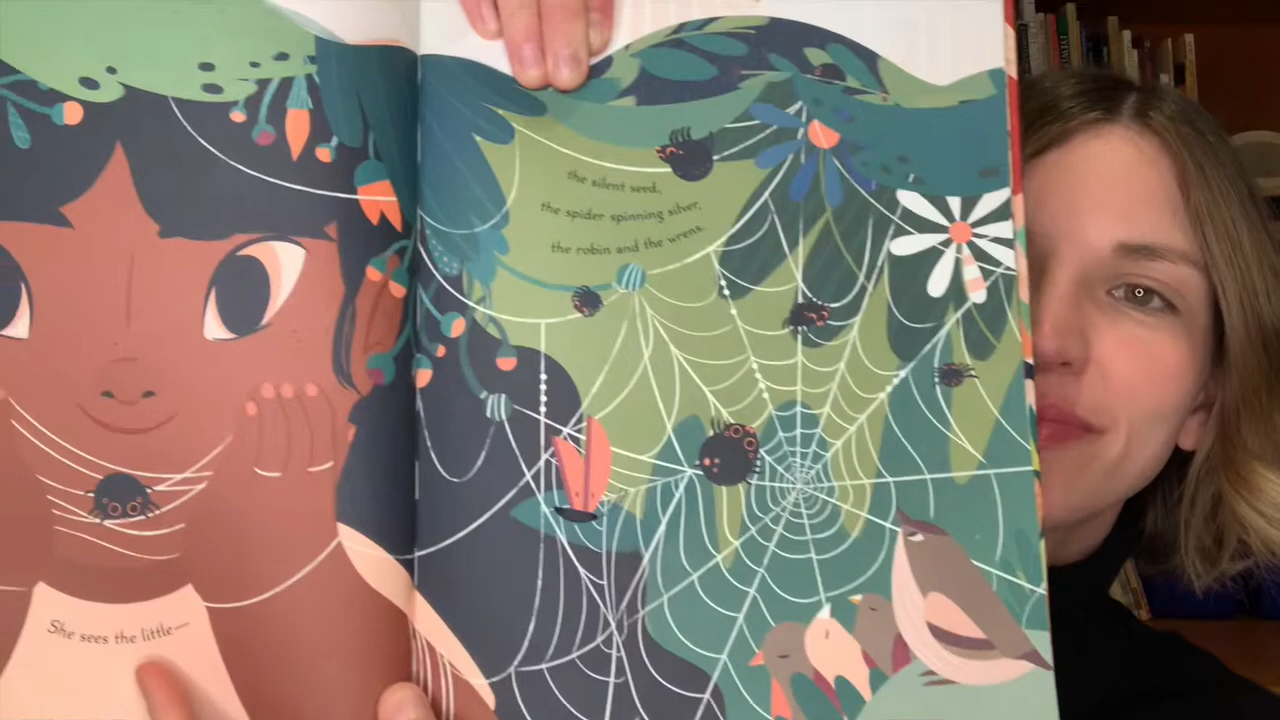 She sees the little—
the silent seed,
the spider spinning silver,
the robin and the wrens.